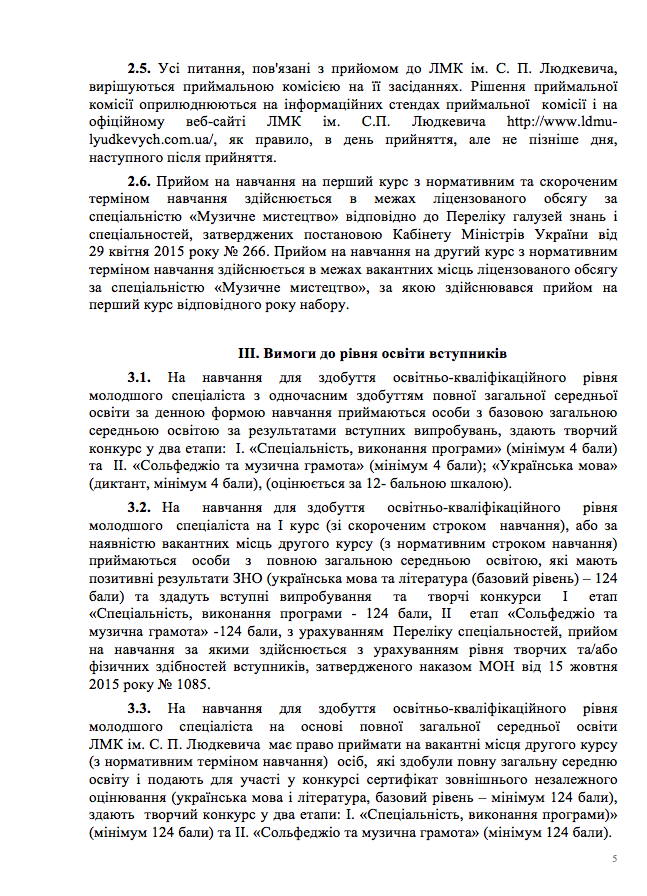 2.5. Усі питання, пов'язані з прийомом до ЛМК ім. С. П. Людкевича,
вирішуються приймальною комісією на її засіданнях. Рішення приймальної
комісії оприлюднюються на інформаційних стендах приймальної комісії і на
офіційному веб-сайті ЛМК ім. С.П. Людкевича http://www.ldmu-
lyudkevych.com.ua/, як правило, в день прийняття, але не пізніше дня,
наступного після прийняття.
2.6. Прийом на навчання на перший курс з нормативним та скороченим
терміном навчання здійснюється в межах ліцензованого обсягу за
спеціальністю «Музичне мистецтво» відповідно до Переліку галузей знань і
спеціальностей, затверджених постановою Кабінету Міністрів України від
29 квітня 2015 року № 266. Прийом на навчання на другий курс з нормативним
терміном навчання здійснюється в межах вакантних місць ліцензованого обсягу
за спеціальністю «Музичне мистецтво», за якою здійснювався прийом на
перший курс відповідного року набору.
ІІІ. Вимоги до рівня освіти вступників
3.1. На навчання для здобуття освітньо-кваліфікаційного рівня
молодшого спеціаліста з одночасним здобуттям повної загальної середньої
освіти за денною формою навчання приймаються особи з базовою загальною
середньою освітою за результатами вступних випробувань, здають творчий
конкурс у два етапи: І. «Спеціальність, виконання програми» (мінімум 4 бали)
та ІІ. «Сольфеджіо та музична грамота» (мінімум 4 бали); «Українська мова»
(диктант, мінімум 4 бали), (оцінюється за 12- бальною шкалою).
3.2. На навчання для здобуття освітньо-кваліфікаційного рівня
молодшого спеціаліста на І курс (зі скороченим строком навчання), або за
наявністю вакантних місць другого курсу (з нормативним строком навчання)
приймаються особи з повною загальною середньою освітою, які мають
позитивні результати ЗНО (українська мова та література (базовий рівень) – 124
бали) та здадуть вступні випробування та творчі конкурси І етап
«Спеціальність, виконання програми - 124 бали, ІІ етап «Сольфеджіо та
музична грамота» -124 бали, з урахуванням Переліку спеціальностей, прийом
на навчання за якими здійснюється з урахуванням рівня творчих та/або
фізичних здібностей вступників, затвердженого наказом МОН від 15 жовтня
2015 року № 1085.
3.3. На навчання для здобуття освітньо-кваліфікаційного рівня
молодшого спеціаліста на основі повної загальної середньої освіти
ЛМК ім. С. П. Людкевича має право приймати на вакантні місця другого курсу
(з нормативним терміном навчання) осіб, які здобули повну загальну середню
освіту і подають для участі у конкурсі сертифікат зовнішнього незалежного
оцінювання (українська мова і література, базовий рівень – мінімум 124 бали),
здають творчий конкурс у два етапи: І. «Спеціальність, виконання програми)»
(мінімум 124 бали) та ІІ. «Сольфеджіо та музична грамота» (мінімум 124 бали).
5